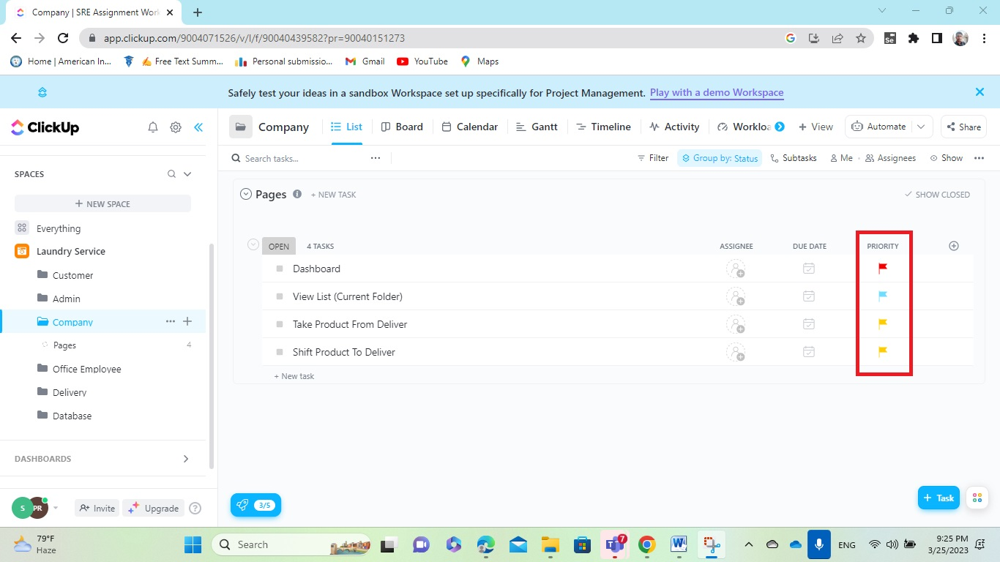 Company | SRE Assignment Work
app.clickup.com/9004071526/v/l/f/90040439582?pr=90040151273
Home | American In... Free Text Summ... Personal submissio... Gmail YouTube Maps
Safely test your ideas in a sandbox Workspace set up specifically for Project Management. Play with a demo Workspace
ClickUp
Company List Board Calendar Gantt Timeline Activity Worklo + View Automate Share
Search tasks... Filter Group by: Status Subtasks Me Assignees Show
SPACES
+ NEW SPACE
Everything
Laundry Service
Customer
Admin
Company
Pages 4
Office Employee
Delivery
Database
DASHBOARDS
S PR Invite Upgrade ?
Pages + NEW TASK SHOW CLOSED
OPEN 4 TASKS ASSIGNEE DUE DATE PRIORITY
Dashboard
View List (Current Folder)
Take Product From Deliver
Shift Product To Deliver
+ New task
3/5
+ Task
79°F
Haze
Search
7
ENG
9:25 PM
3/25/2023